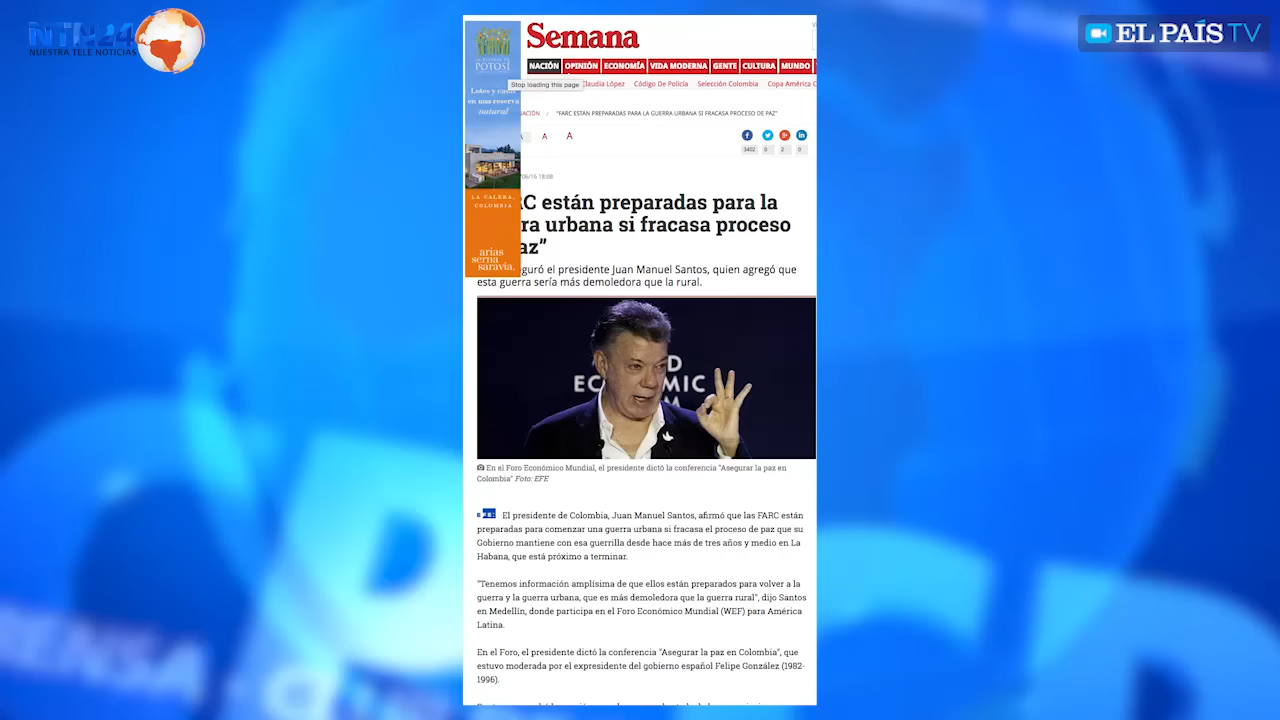 NTN24
NUESTRA TELE NOTICIAS
EL PAÍS TV
POTOSÍ
Lotes y casas
en una reserva
natural
LA CALERA,
COLOMBIA
arias
serna
saravia.
Semana
NACIÓN OPINIÓN ECONOMÍA VIDA MODERNA GENTE CULTURA MUNDO
Stop loading this page
Claudia López Código De Policía Selección Colombia Copa América C
NACIÓN / "FARC ESTÁN PREPARADAS PARA LA GUERRA URBANA SI FRACASA PROCESO DE PAZ"
A A A
3402 0 2 0
/06/16 18:08
RC están preparadas para la
ra urbana si fracasa proceso
az”
guró el presidente Juan Manuel Santos, quien agregó que
esta guerra sería más demoledora que la rural.
D
EC NOMIC
M
En el Foro Económico Mundial, el presidente dictó la conferencia "Asegurar la paz en
Colombia" Foto: EFE
El presidente de Colombia, Juan Manuel Santos, afirmó que las FARC están
preparadas para comenzar una guerra urbana si fracasa el proceso de paz que su
Gobierno mantiene con esa guerrilla desde hace más de tres años y medio en La
Habana, que está próximo a terminar.
"Tenemos información amplísima de que ellos están preparados para volver a la
guerra y la guerra urbana, que es más demoledora que la guerra rural", dijo Santos
en Medellín, donde participa en el Foro Económico Mundial (WEF) para América
Latina.
En el Foro, el presidente dictó la conferencia "Asegurar la paz en Colombia", que
estuvo moderada por el expresidente del gobierno español Felipe González (1982-
1996).
PRENSA